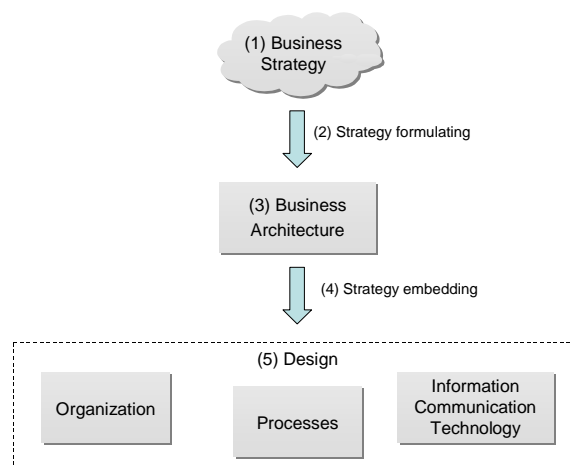 (1) Business
Strategy
(2) Strategy formulating
(3) Business
Architecture
(4) Strategy embedding
(5) Design
Organization
Processes
Information
Communication
Technology